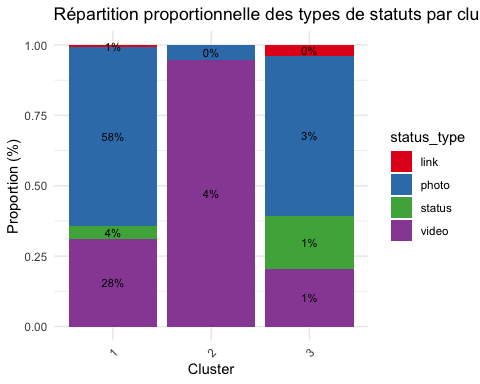 Répartition proportionnelle des types de statuts par clu
1.00
0.75
0.50
0.25
0.00
Proportion (%)
1%
58%
4%
28%
0%
4%
0%
3%
1%
1%
1
2
3
Cluster
status_type
link
photo
status
video